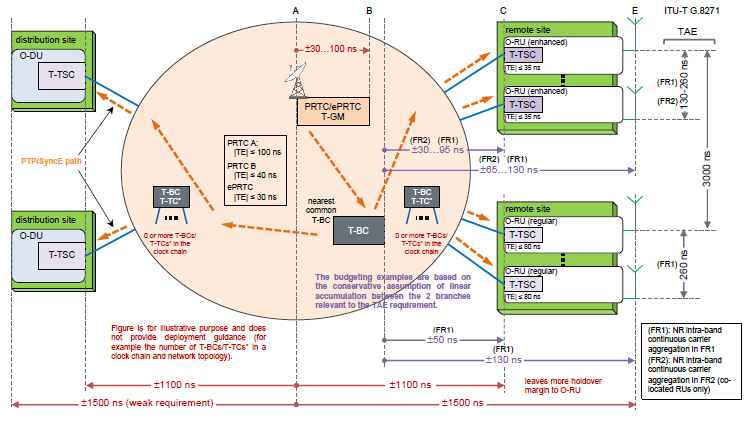 A
B
C
E
ITU-T G.8271
TAE
distribution site
O-DU
T-TSC
±30...100 ns
PRTC/ePRTC
T-GM
remote site
O-RU (enhanced)
T-TSC
|TE| ≤ 35 ns
O-RU (enhanced)
T-TSC
|TE| ≤ 35 ns
(FR1)
(FR2)
130-260 ns
3000 ns
PTP/SyncE path
PRTC A:
|TE| ≤ 100 ns
PRTC B
|TE| ≤ 40 ns
ePRTC
|TE| ≤ 30 ns
(FR2) (FR1)
±30...95 ns
(FR2) (FR1)
±65...130 ns
T-BC
T-TC*
0 or more T-BCs/
T-TCs* in the
clock chain
nearest
common
T-BC
T-BC
T-BC
T-TC*
0 or more T-BCs/
T-TCs* in the
clock chain
distribution site
O-DU
T-TSC
remote site
O-RU (regular)
T-TSC
|TE| ≤ 80 ns
O-RU (regular)
T-TSC
|TE| ≤ 80 ns
(FR1)
260 ns
The budgeting examples are based on
the conservative assumption of linear
accumulation between the 2 branches
relevant to the TAE requirement.
Figure is for illustrative purpose and does
not provide deployment guidance (for
example the number of T-BCs/T-TCs* in a
clock chain and network topology).
(FR1)
±50 ns
(FR1)
±130 ns
(FR1): NR intra-band
continuous carrier
aggregation in FR1
(FR2): NR intra-band
continuous carrier
aggregation in FR2 (co-
located RUs only)
±1100 ns
±1100 ns
leaves more holdover
margin to O-RU
±1500 ns (weak requirement)
±1500 ns